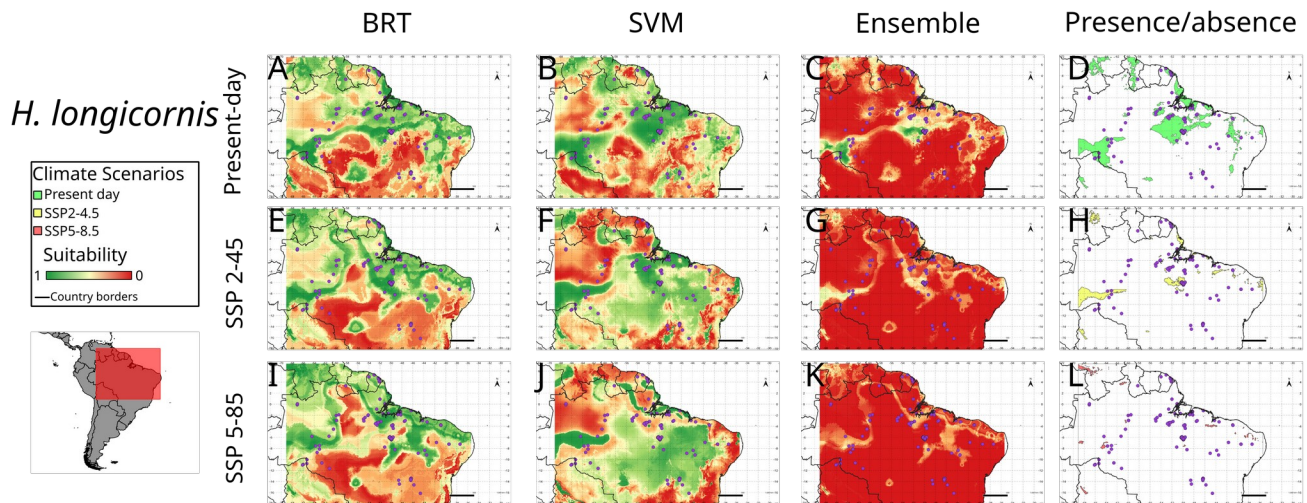 BRT SVM Ensemble Presence/absence
H. longicornis
Climate Scenarios
Present day
SSP2-4.5
SSP5-8.5
Suitability
1 0
Country borders
Present-day
A B C D
SSP 2-45
E F G H
SSP 5-85
I J K L